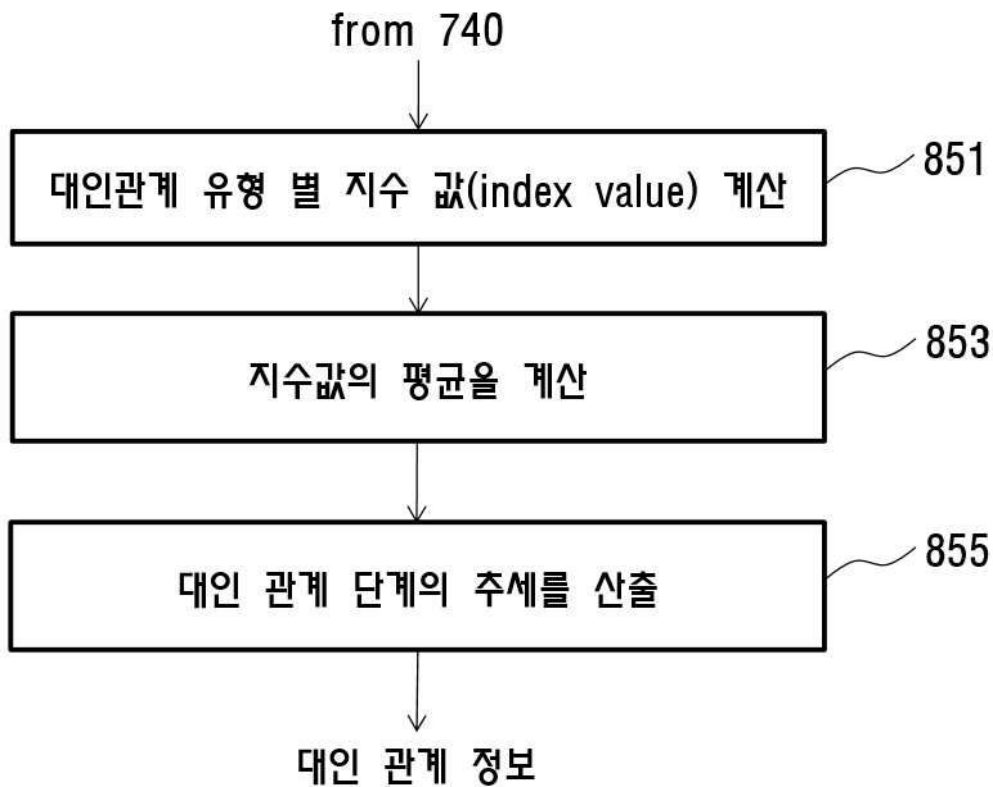 from 740
대인관계 유형 별 지수 값(index value) 계산
851
지수값의 평균을 계산
853
대인 관계 단계의 추세를 산출
855
대인 관계 정보